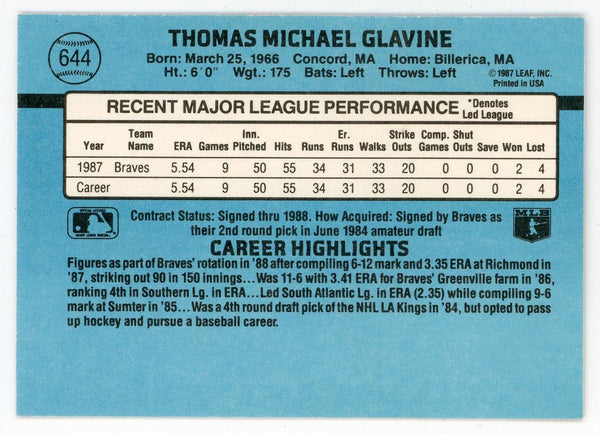 644
THOMAS MICHAEL GLAVINE
Born: March 25, 1966 Concord, MA Home: Billerica, MA
Ht.: 6´0˝ Wgt.: 175 Bats: Left Throws: Left
©1987 LEAF, INC.
Printed in USA
RECENT MAJOR LEAGUE PERFORMANCE *Denotes
Led League
Team Inn. Er. Strike Comp. Shut
Year Name ERA Games Pitched Hits Runs Runs Walks Outs Games Outs Save Won Lost
1987 Braves 5.54 9 50 55 34 31 33 20 0 0 0 2 4
Career 5.54 9 50 55 34 31 33 20 0 0 0 2 4
Contract Status: Signed thru 1988. How Acquired: Signed by Braves as
their 2nd round pick in June 1984 amateur draft
MLB
CAREER HIGHLIGHTS
Figures as part of Braves' rotation in '88 after compiling 6-12 mark and 3.35 ERA at Richmond in
'87, striking out 90 in 150 innings...Was 11-6 with 3.41 ERA for Braves' Greenville farm in '86,
ranking 4th in Southern Lg. in ERA...Led South Atlantic Lg. in ERA (2.35) while compiling 9-6
mark at Sumter in '85...Was a 4th round draft pick of the NHL LA Kings in '84, but opted to pass
up hockey and pursue a baseball career.